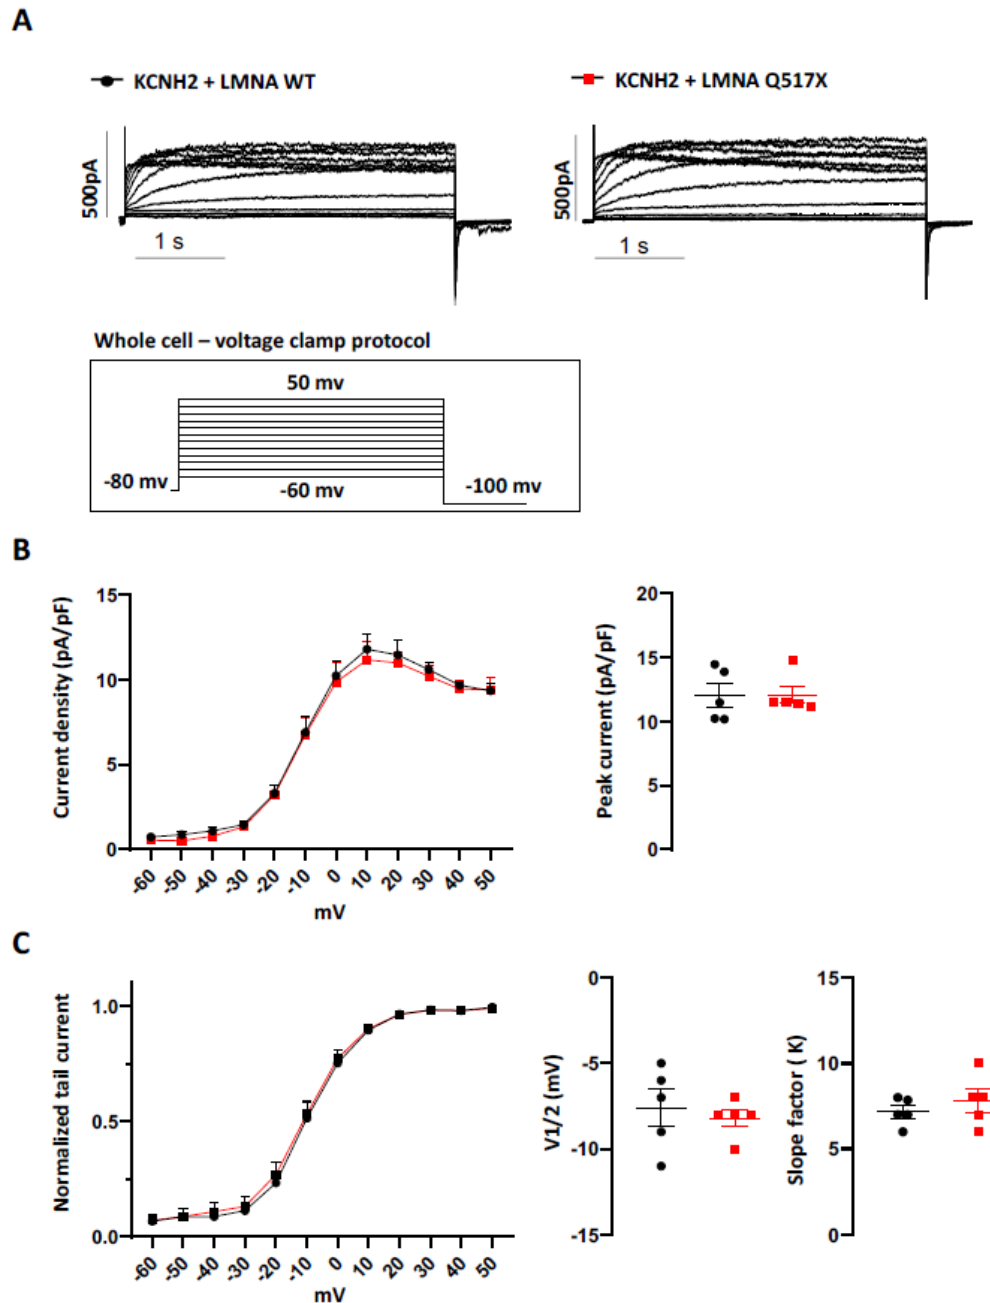 A
KCNH2 + LMNA WT
KCNH2 + LMNA Q517X
500pA
1 s
500pA
1 s
Whole cell – voltage clamp protocol
50 mv
-80 mv
-60 mv
-100 mv
B
Current density (pA/pF)
15
10
5
0
-60 -50 -40 -30 -20 -10 0 10 20 30 40 50
mV
Peak current (pA/pF)
20
15
10
5
0
C
Normalized tail current
1.0
0.5
0.0
-60 -50 -40 -30 -20 -10 0 10 20 30 40 50
mV
V1/2 (mV)
0
-5
-10
-15
Slope factor ( K)
15
10
5
0